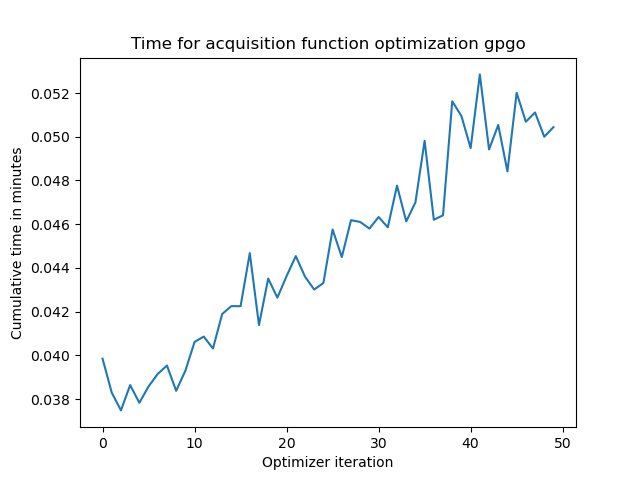 Time for acquisition function optimization gpgo
0.052
0.050
0.048
0.046
0.044
0.042
0.040
0.038
Cumulative time in minutes
0 10 20 30 40 50
Optimizer iteration